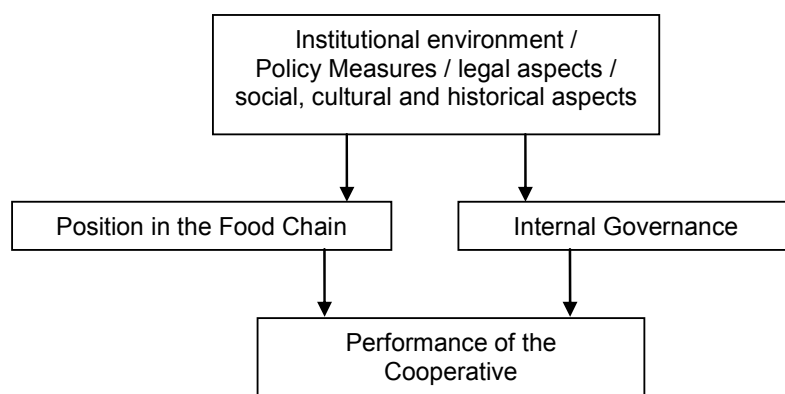 Institutional environment /
Policy Measures / legal aspects /
social, cultural and historical aspects
Position in the Food Chain
Internal Governance
Performance of the
Cooperative